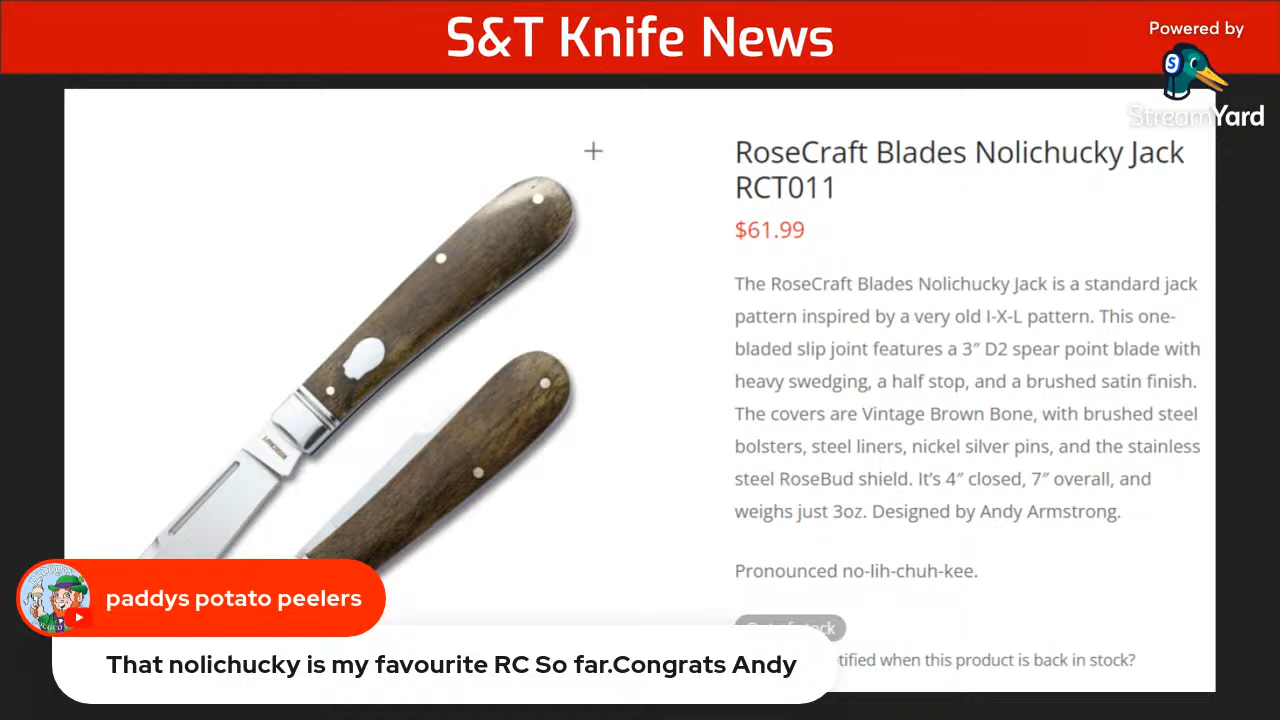 S&T Knife News
Powered by
StreamYard
RoseCraft Blades Nolichucky Jack
RCT011
$61.99
The RoseCraft Blades Nolichucky Jack is a standard jack
pattern inspired by a very old I-X-L pattern. This one-
bladed slip joint features a 3″ D2 spear point blade with
heavy swedging, a half stop, and a brushed satin finish.
The covers are Vintage Brown Bone, with brushed steel
bolsters, steel liners, nickel silver pins, and the stainless
steel RoseBud shield. It's 4″ closed, 7″ overall, and
weighs just 3oz. Designed by Andy Armstrong.
Pronounced no-lih-chuh-kee.
when this product is back in stock?
paddys potato peelers
That nolichucky is my favourite RC So far.Congrats Andy